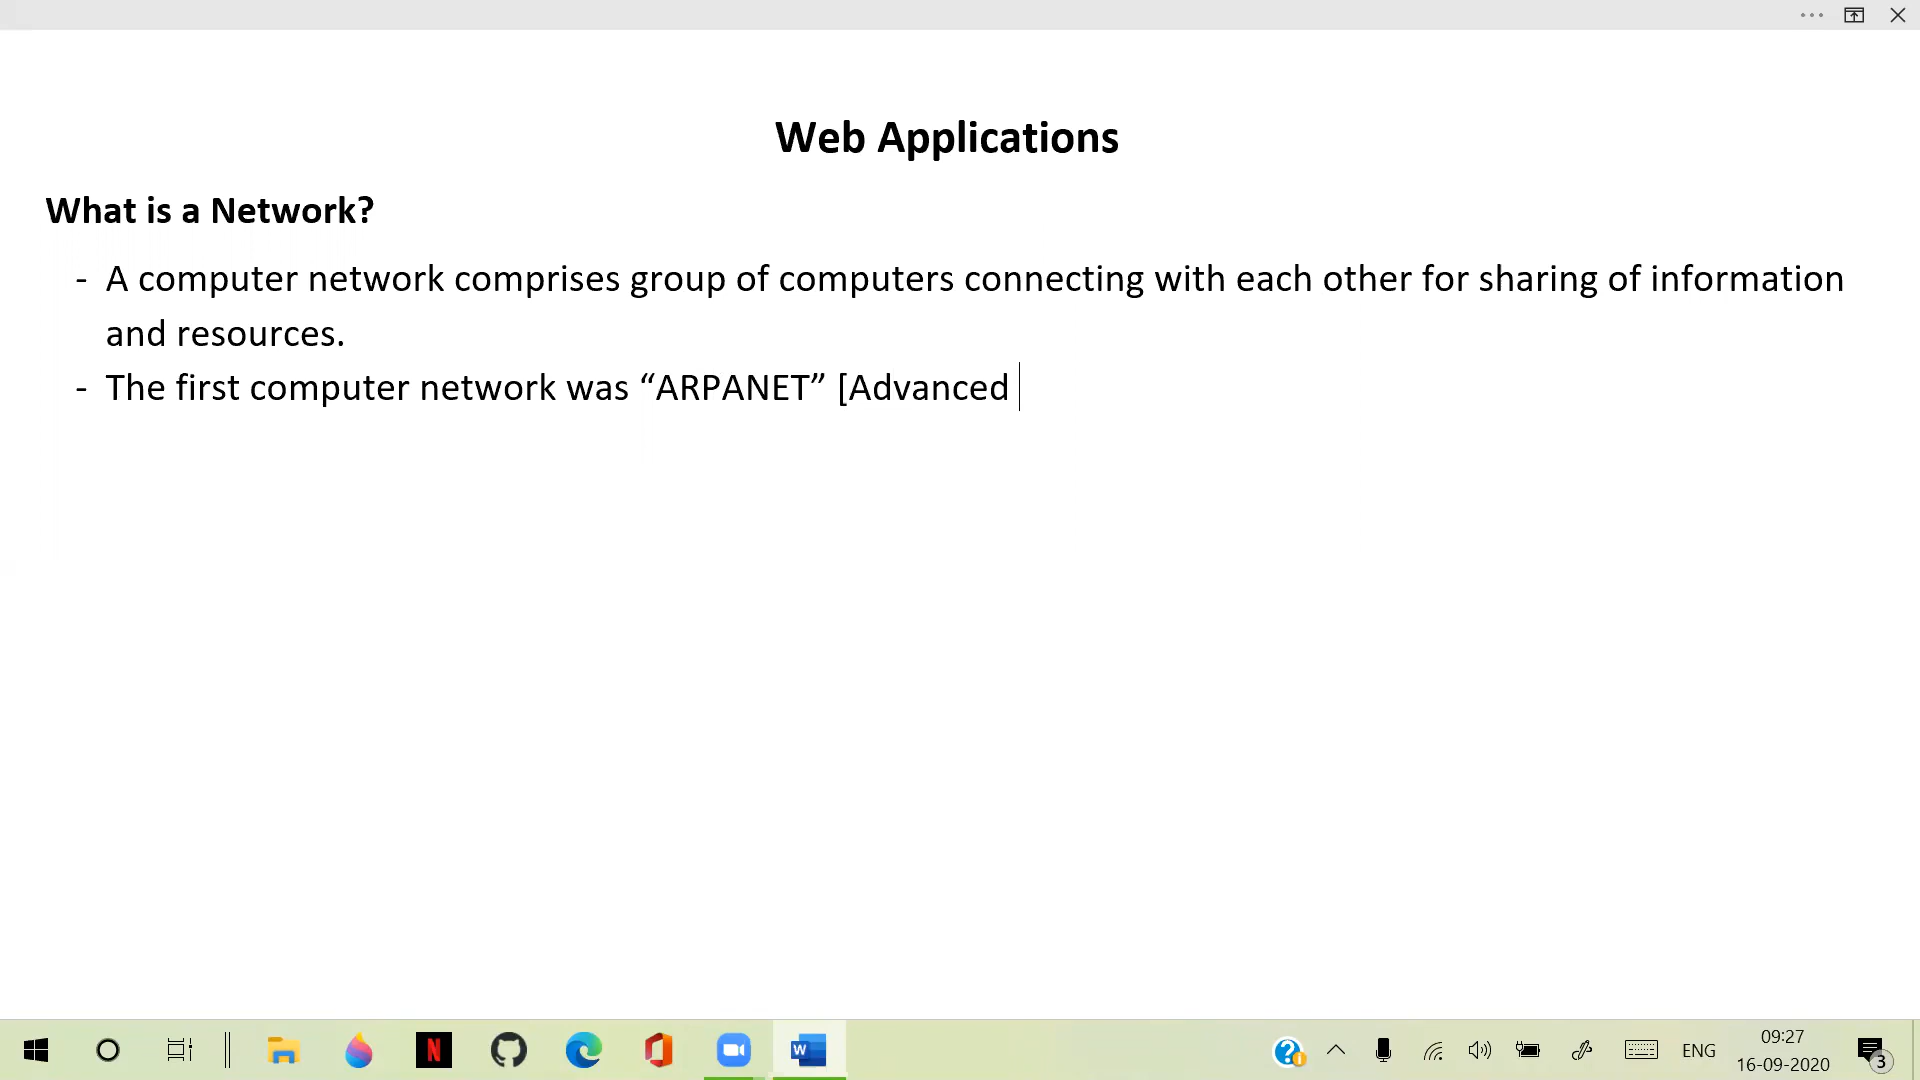 Web Applications
What is a Network?
- A computer network comprises group of computers connecting with each other for sharing of information
and resources.
- The first computer network was “ARPANET” [Advanced
N
W
?
ENG
09:27
16-09-2020
3